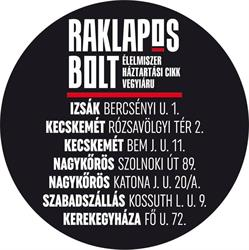 RAKLAPOS
BOLT
ÉLELMISZER
HÁZTARTÁSI CIKK
VEGYIÁRU
IZSÁK BERCSÉNYI U. 1.
KECSKEMÉT RÓZSAVÖLGYI TÉR 2.
KECSKEMÉT BEM J. U. 11.
NAGYKŐRÖS SZOLNOKI ÚT 89.
NAGYKŐRÖS KATONA J. U. 20/A.
SZABADSZÁLLÁS KOSSUTH L. U. 9.
KEREKEGYHÁZA FŐ U. 72.